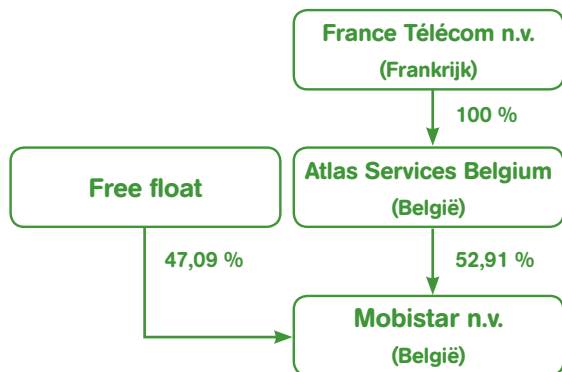 France Télécom n.v.
(Frankrijk)
100 %
Free float
Atlas Services Belgium
(België)
47,09 %
52,91 %
Mobistar n.v.
(België)